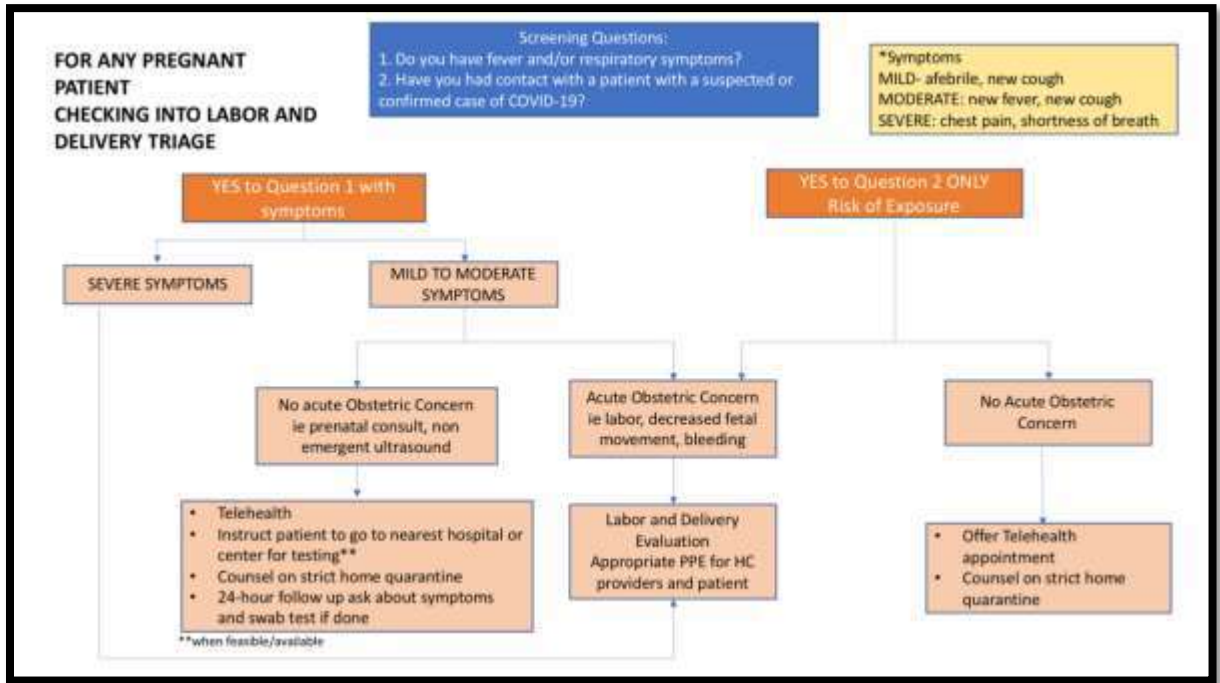 FOR ANY PREGNANT
PATIENT
CHECKING INTO LABOR AND
DELIVERY TRIAGE
Screening Questions:
1. Do you have fever and/or respiratory symptoms?
2. Have you had contact with a patient with a suspected or
confirmed case of COVID-19?
*Symptoms
MILD- afebrile, new cough
MODERATE: new fever, new cough
SEVERE: chest pain, shortness of breath
YES to Question 1 with
symptoms
YES to Question 2 ONLY
Risk of Exposure
SEVERE SYMPTOMS
MILD TO MODERATE
SYMPTOMS
No acute Obstetric Concern
ie prenatal consult, non
emergent ultrasound
Acute Obstetric Concern
ie labor, decreased fetal
movement, bleeding
No Acute Obstetric
Concern
• Telehealth
• Instruct patient to go to nearest hospital or
center for testing**
• Counsel on strict home quarantine
• 24-hour follow up ask about symptoms
and swab test if done
**when feasible/available
Labor and Delivery
Evaluation
Appropriate PPE for HC
providers and patient
• Offer Telehealth
appointment
• Counsel on strict home
quarantine